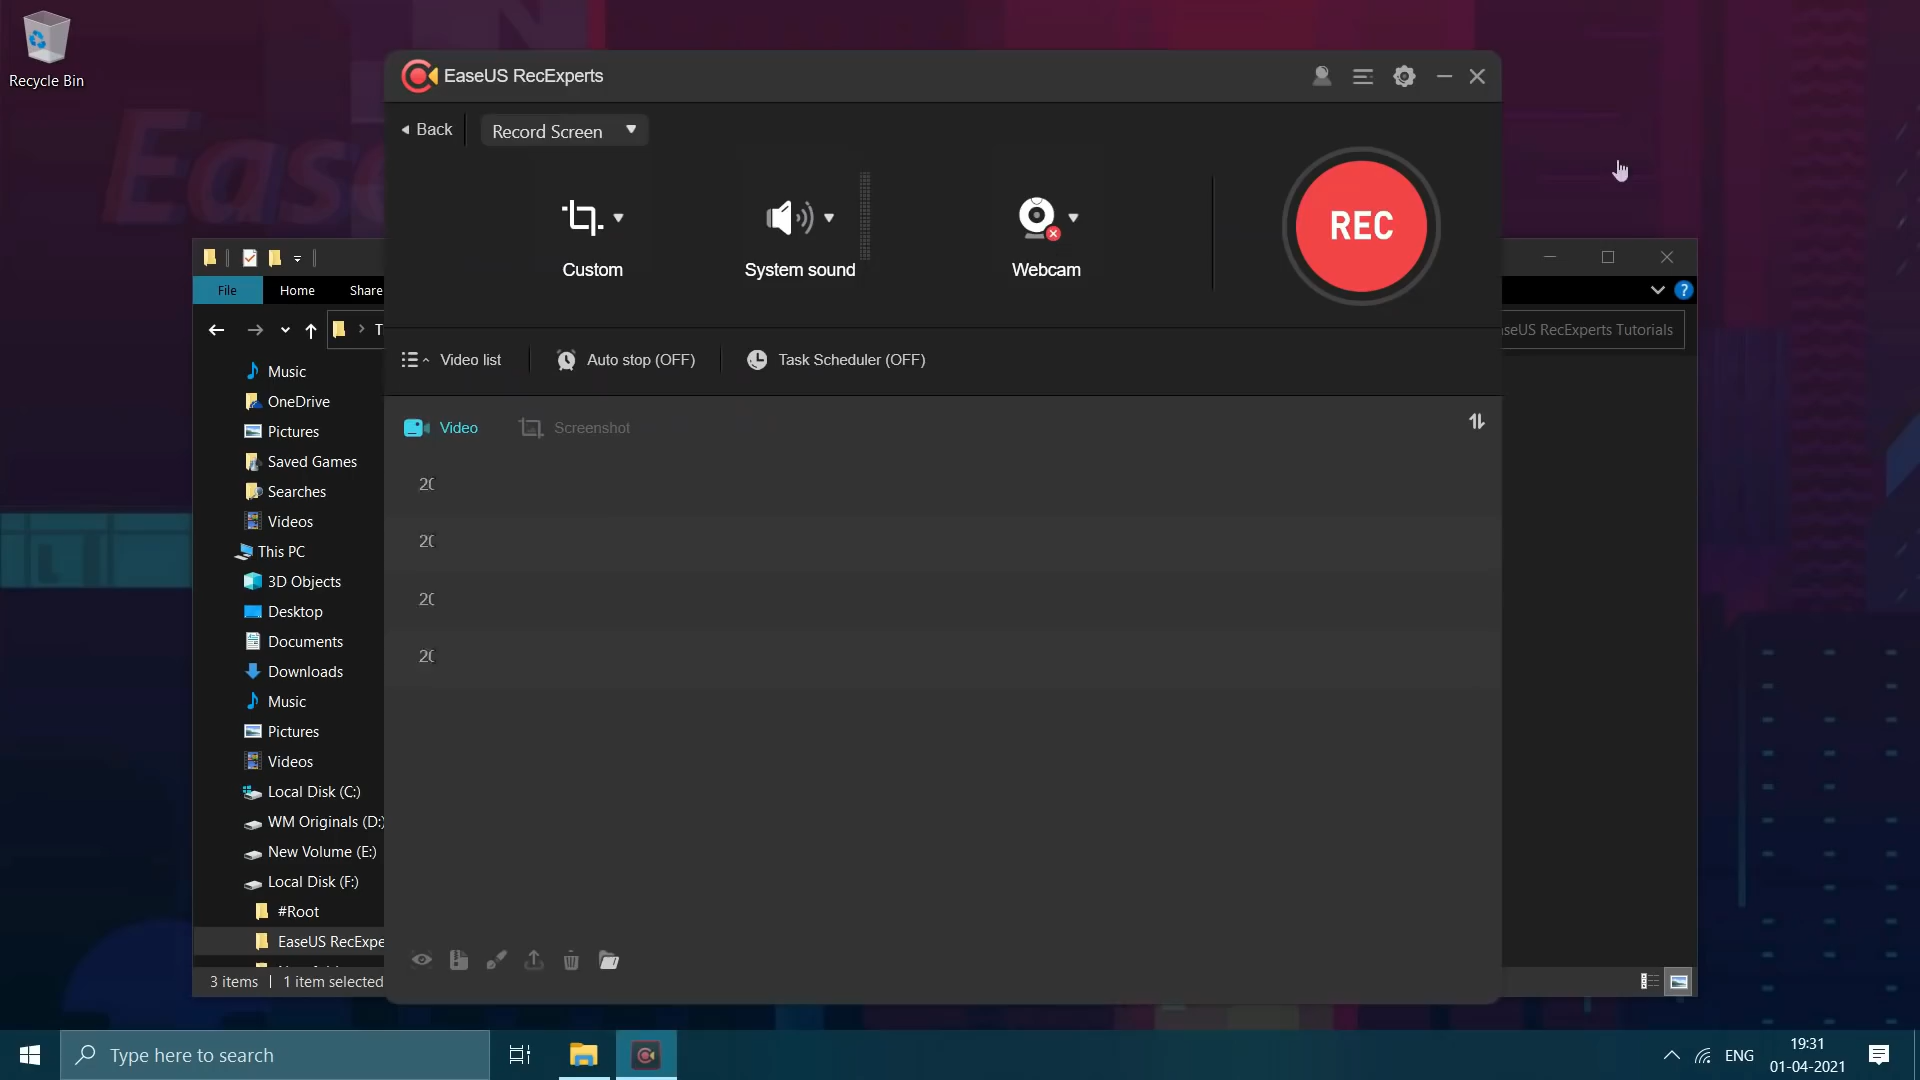 Recycle Bin
EaseUS RecExperts
Back
Record Screen
REC
Custom
System sound
Webcam
File
Home
Share
RecExperts Tutorials
Video list
Auto stop (OFF)
Task Scheduler (OFF)
Music
OneDrive
Video
Screenshot
Pictures
Saved Games
Searches
Videos
This PC
3D Objects
Desktop
Documents
Downloads
Music
Pictures
Videos
Local Disk (C:)
WM Originals (D:)
New Volume (E:)
Local Disk (F:)
#Root
EaseUS
3 items
1 item selected
Type here to search
ENG
19:31
01-04-2021